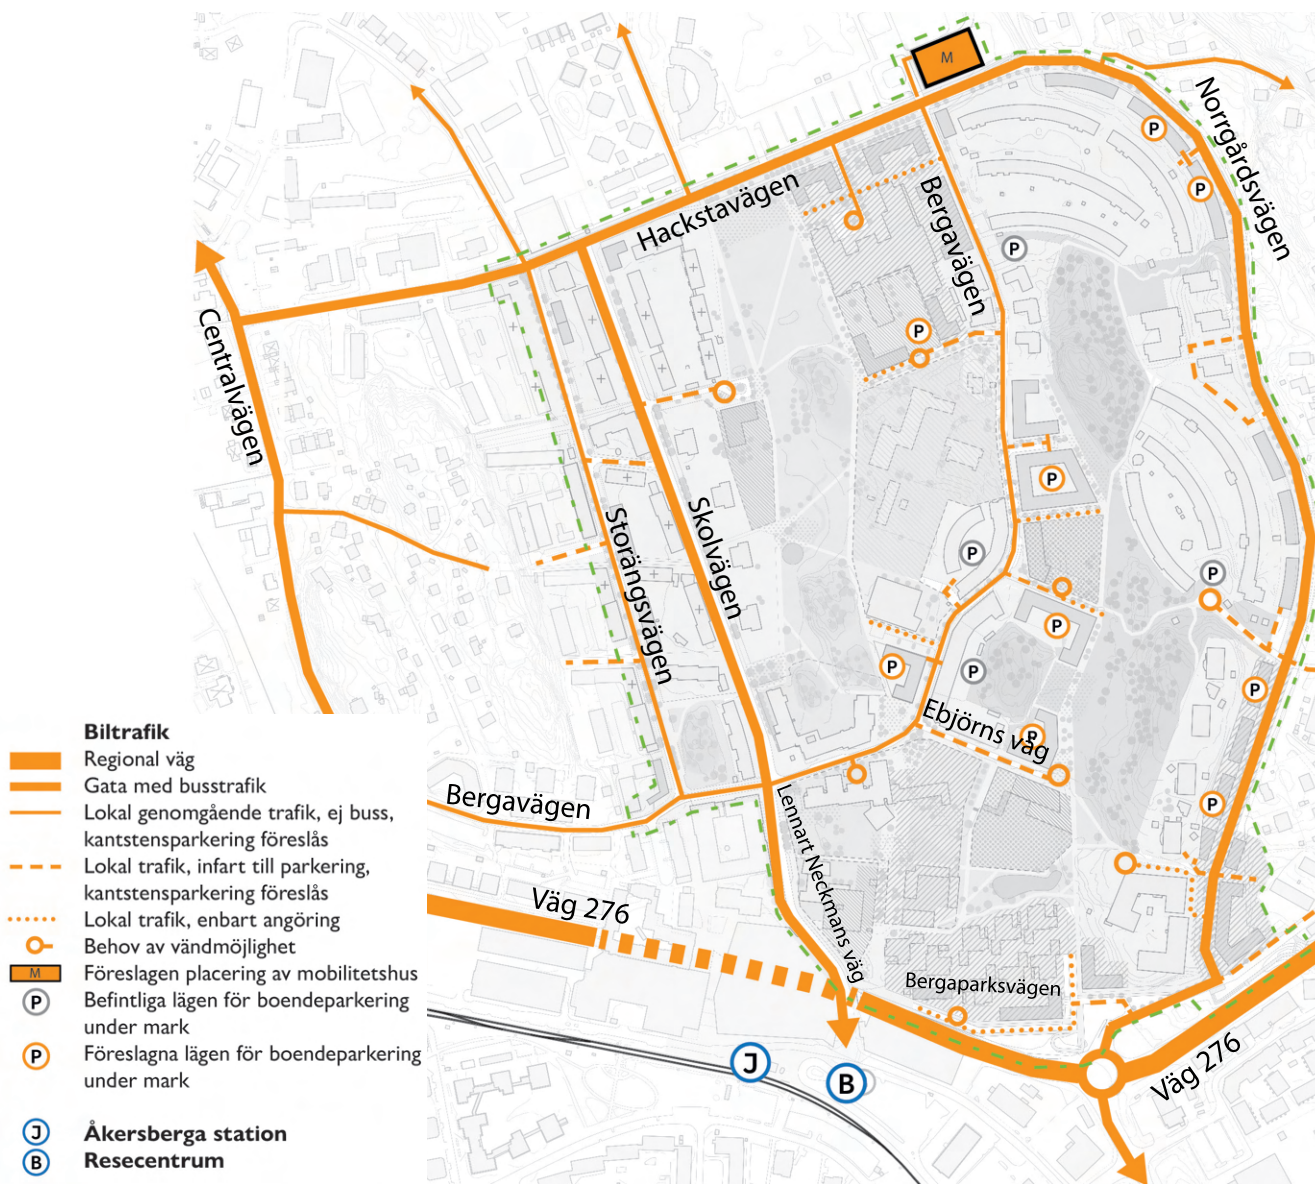 M
Norrgårdsvägen
P
P
Hackstavägen
Bergavägen
P
Centralvägen
P
P
Storängsvägen
Skolvägen
P
P
P
P
P
P
Ebjörns väg
P
P
Bergavägen
Lennart Neckmans väg
Väg 276
Bergaparksvägen
Väg 276
J
B
Biltrafik
Regional väg
Gata med busstrafik
Lokal genomgående trafik, ej buss,
kantstensparkering föreslås
Lokal trafik, infart till parkering,
kantstensparkering föreslås
Lokal trafik, enbart angöring
Behov av vändmöjlighet
M Föreslagen placering av mobilitetshus
P Befintliga lägen för boendeparkering
under mark
P Föreslagna lägen för boendeparkering
under mark
J Åkersberga station
B Resecentrum